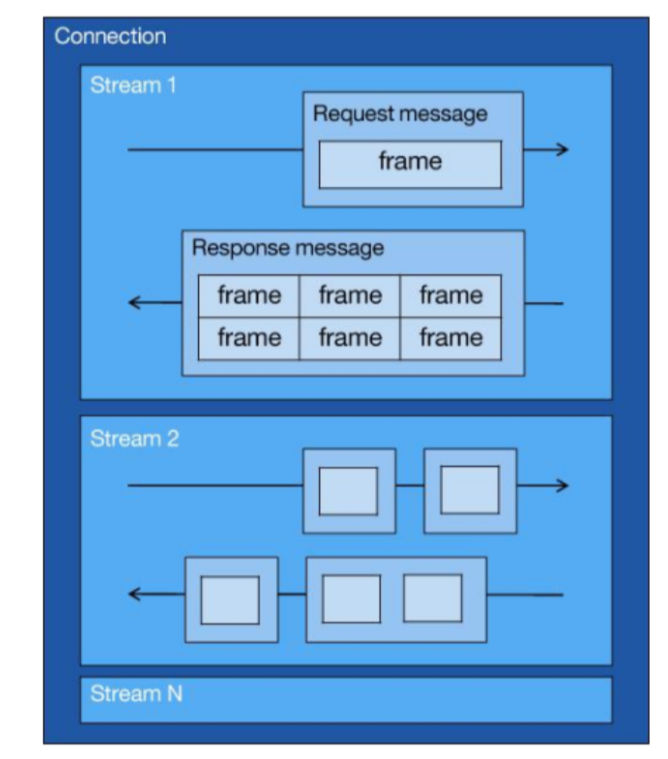 Connection
Stream 1
Request message
frame
Response message
frame frame frame
frame frame frame
Stream 2
Stream N